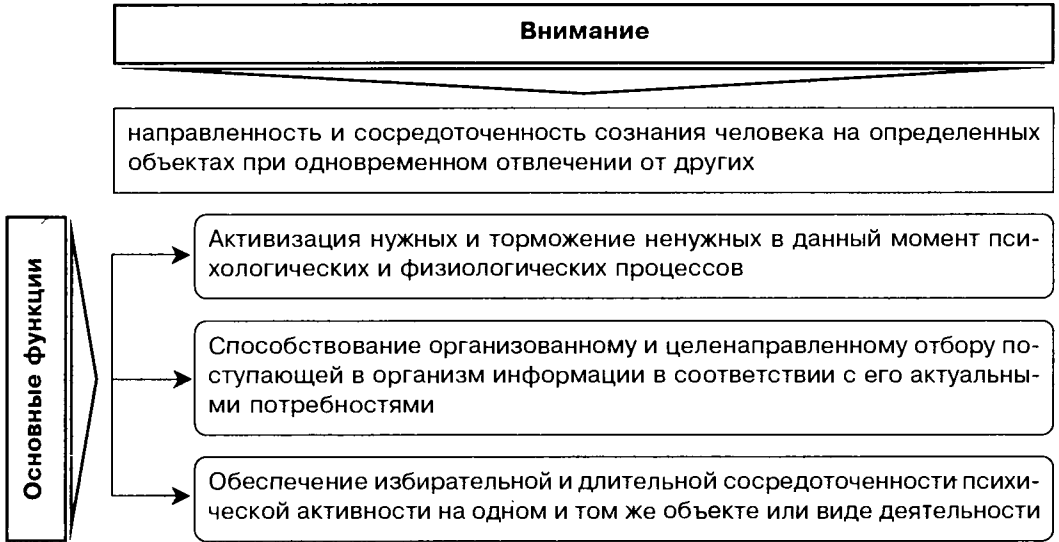 Внимание
направленность и сосредоточенность сознания человека на определенных
объектах при одновременном отвлечении от других
Основные функции
Активизация нужных и торможение ненужных в данный момент пси-
хологических и физиологических процессов
Способствование организованному и целенаправленному отбору по-
ступающей в организм информации в соответствии с его актуальны-
ми потребностями
Обеспечение избирательной и длительной сосредоточенности психи-
ческой активности на одном и том же объекте или виде деятельности